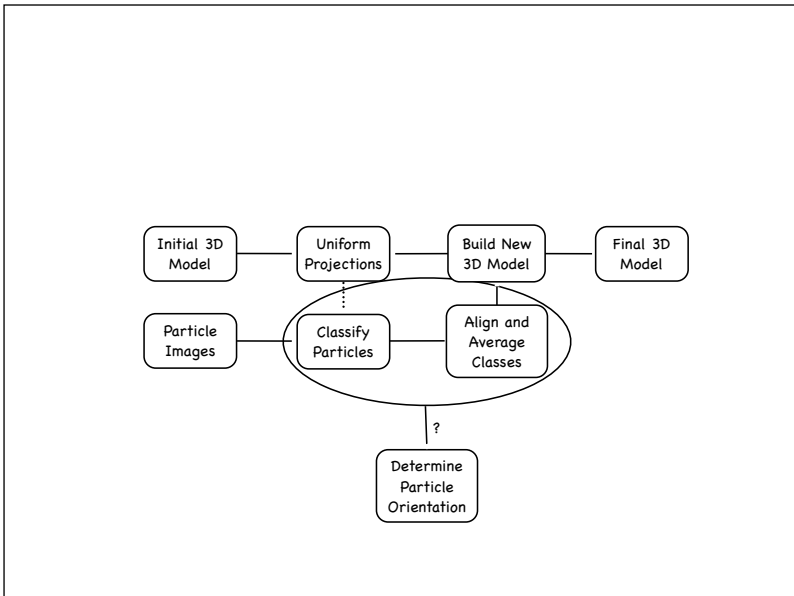 Initial 3D
Model
Uniform
Projections
Build New
3D Model
Final 3D
Model
Particle
Images
Classify
Particles
Align and
Average
Classes
?
Determine
Particle
Orientation